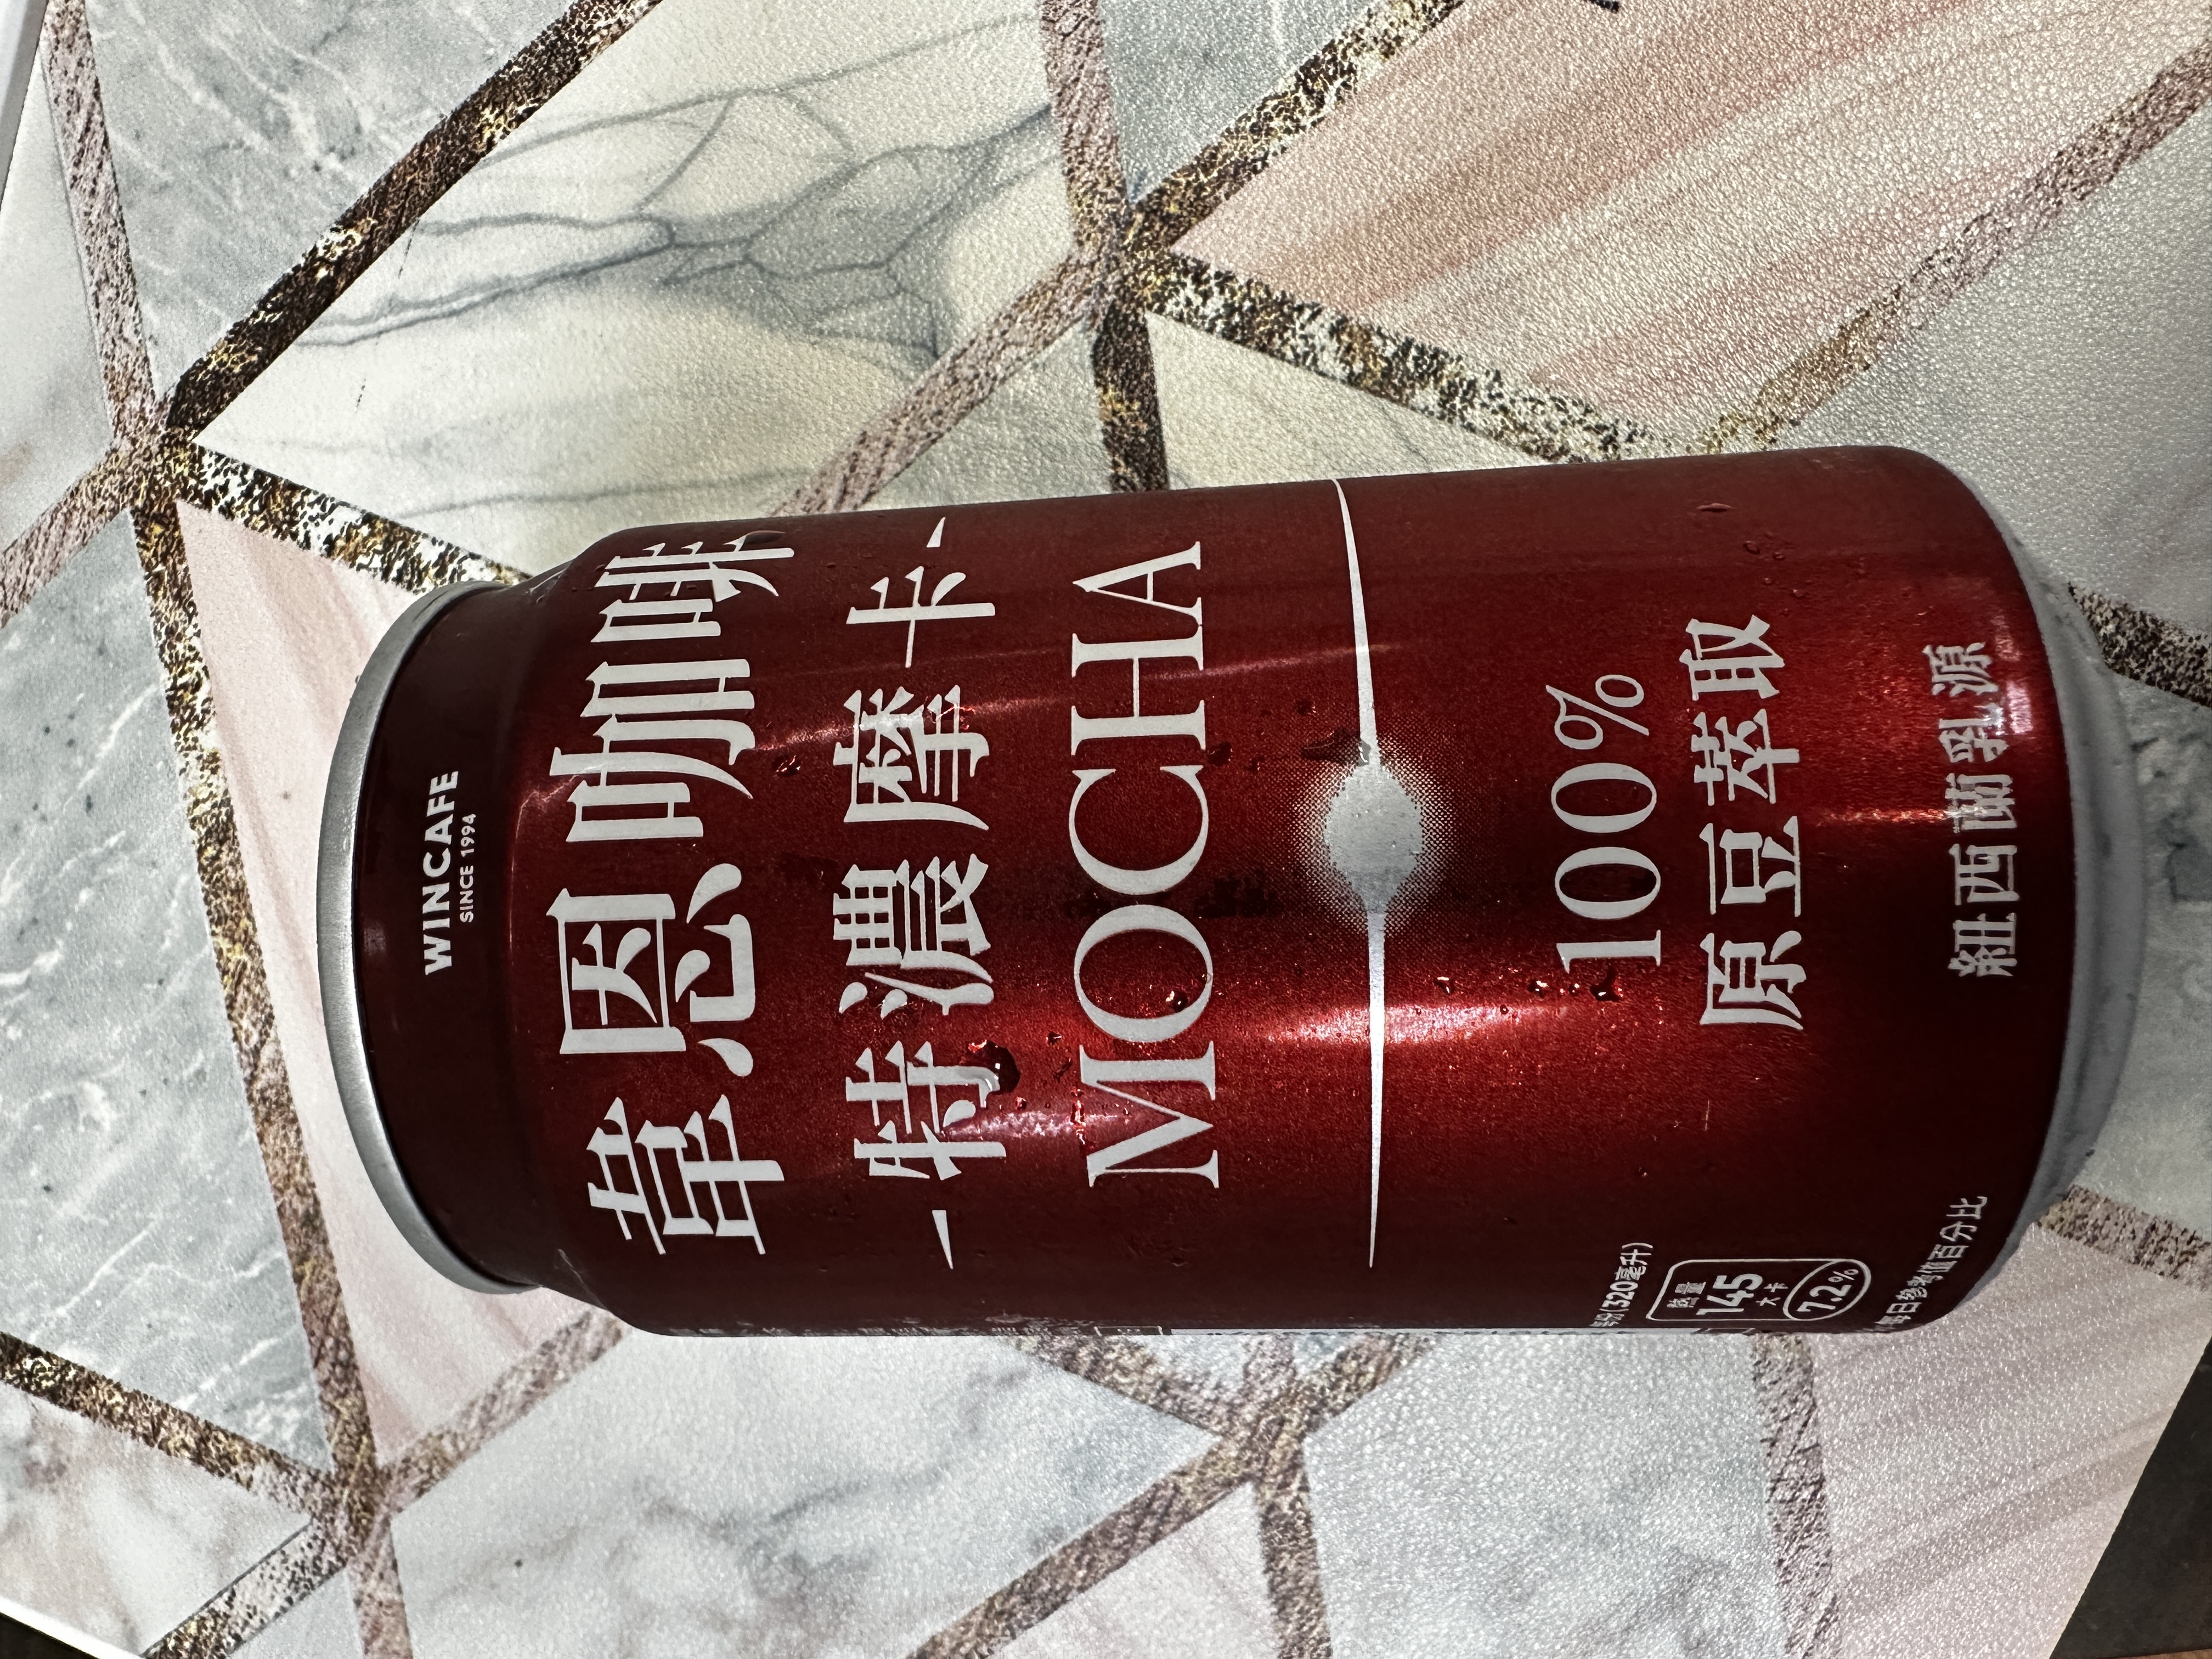 WINCAFE
SINCE 1994
韋恩咖啡
特濃摩卡
MOCHA
100%
原豆萃取
紐西蘭乳源
份(320毫升)
熱量
145
大卡
7.2%
每日參考值百分比